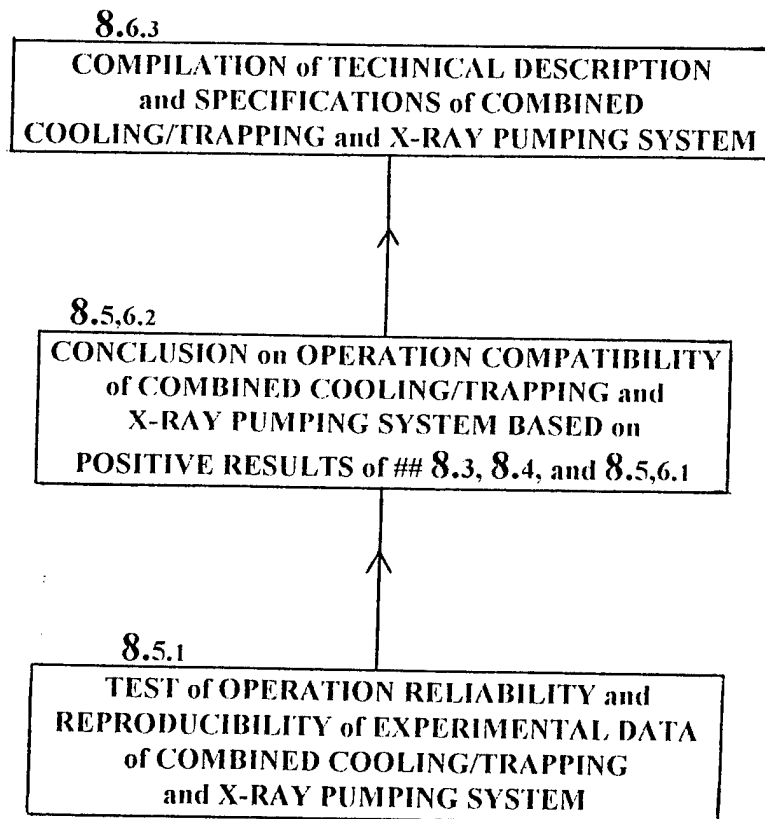 8.6.3
COMPILATION of TECHNICAL DESCRIPTION
and SPECIFICATIONS of COMBINED
COOLING/TRAPPING and X-RAY PUMPING SYSTEM
8.5,6.2
CONCLUSION on OPERATION COMPATIBILITY
of COMBINED COOLING/TRAPPING and
X-RAY PUMPING SYSTEM BASED on
POSITIVE RESULTS of ## 8.3, 8.4, and 8.5,6.1
8.5.1
TEST of OPERATION RELIABILITY and
REPRODUCIBILITY of EXPERIMENTAL DATA
of COMBINED COOLING/TRAPPING
and X-RAY PUMPING SYSTEM